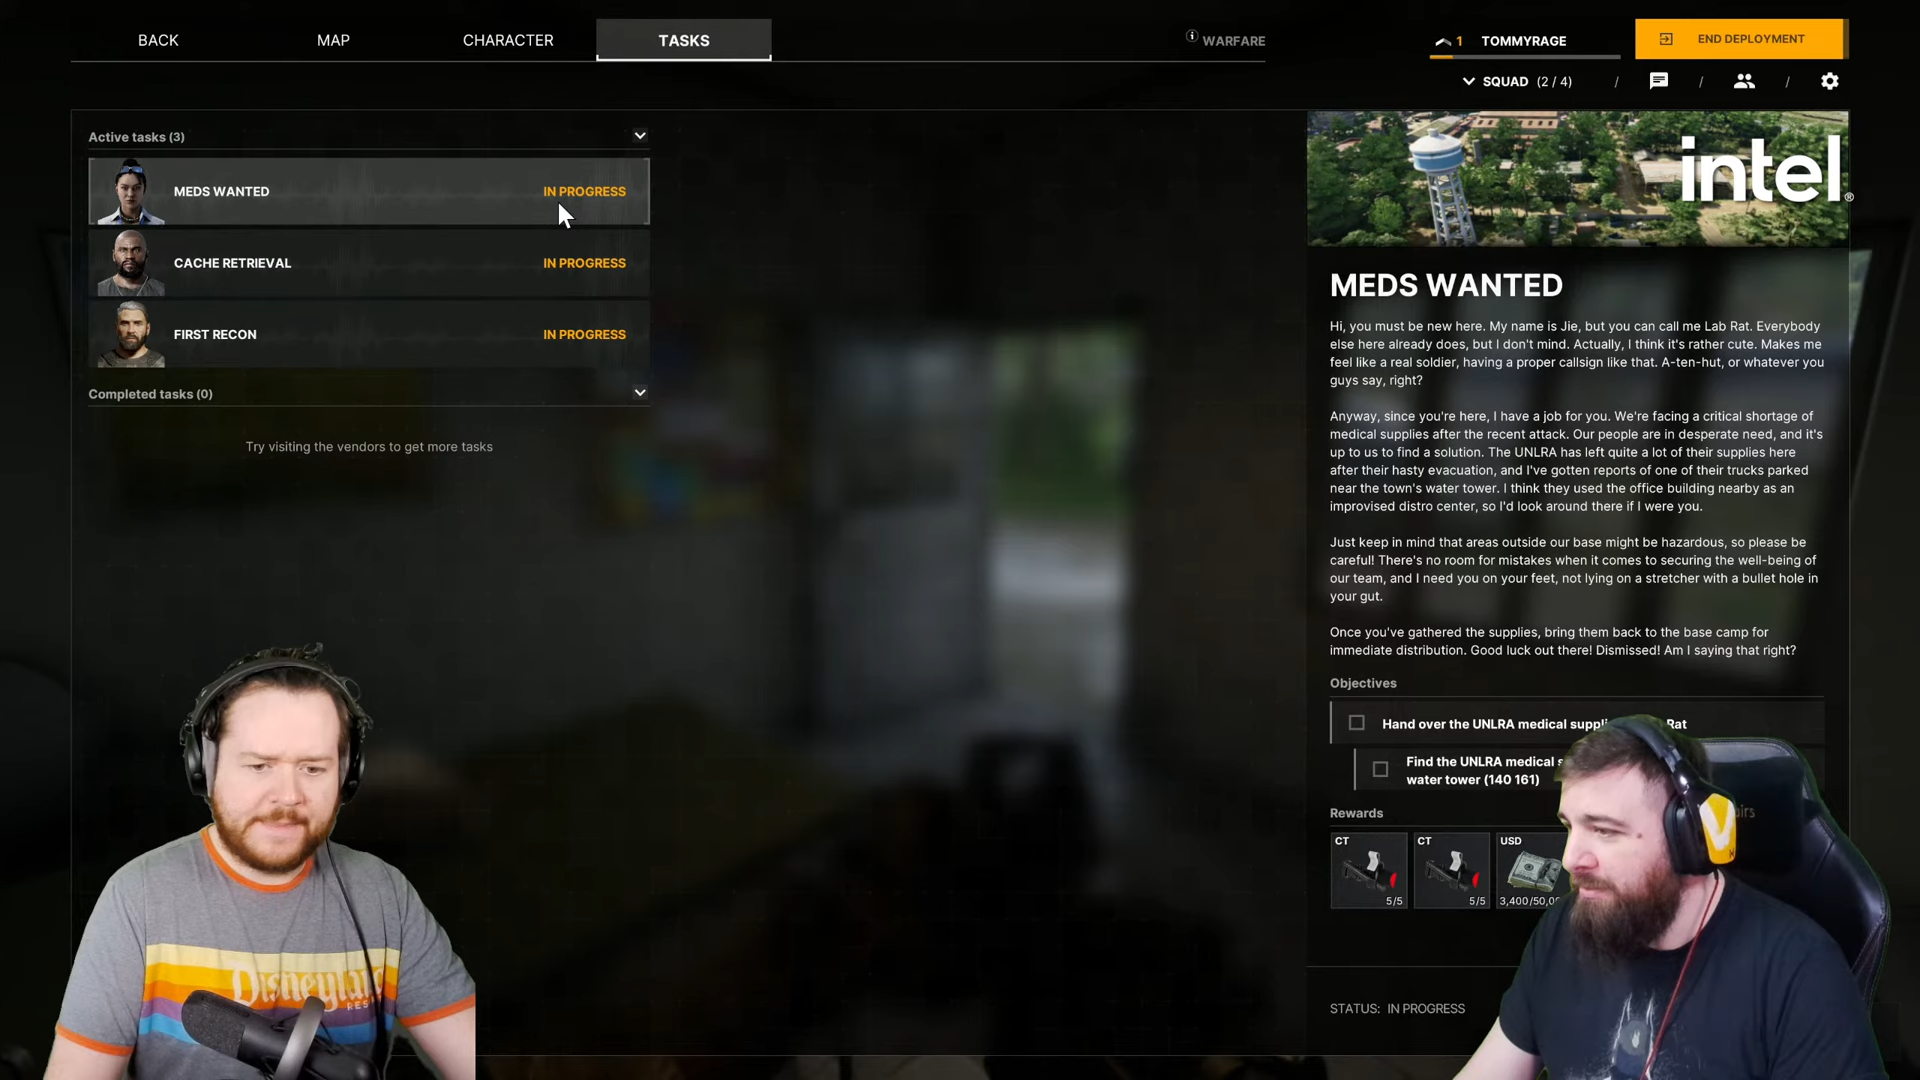 BACK
MAP
CHARACTER
TASKS
WARFARE
1 TOMMYRAGE
END DEPLOYMENT
SQUAD (2 / 4)
/
/
/
Active tasks (3)
MEDS WANTED
IN PROGRESS
CACHE RETRIEVAL
IN PROGRESS
FIRST RECON
IN PROGRESS
Completed tasks (0)
Try visiting the vendors to get more tasks
intel®
MEDS WANTED
Hi, you must be new here. My name is Jie, but you can call me Lab Rat. Everybody
else here already does, but I don't mind. Actually, I think it's rather cute. Makes me
feel like a real soldier, having a proper callsign like that. A-ten-hut, or whatever you
guys say, right?
Anyway, since you're here, I have a job for you. We're facing a critical shortage of
medical supplies after the recent attack. Our people are in desperate need, and it's
up to us to find a solution. The UNLRA has left quite a lot of their supplies here
after their hasty evacuation, and I've gotten reports of one of their trucks parked
near the town's water tower. I think they used the office building nearby as an
improvised distro center, so I'd look around there if I were you.
Just keep in mind that areas outside our base might be hazardous, so please be
careful! There's no room for mistakes when it comes to securing the well-being of
our team, and I need you on your feet, not lying on a stretcher with a bullet hole in
your gut.
Once you've gathered the supplies, bring them back to the base camp for
immediate distribution. Good luck out there! Dismissed! Am I saying that right?
Objectives
Hand over the UNLRA medical suppli Rat
Find the UNLRA medical s
water tower (140 161)
Rewards
CT
5/5
CT
5/5
USD
3,400/50,00
STATUS: IN PROGRESS
Disneyland
RES